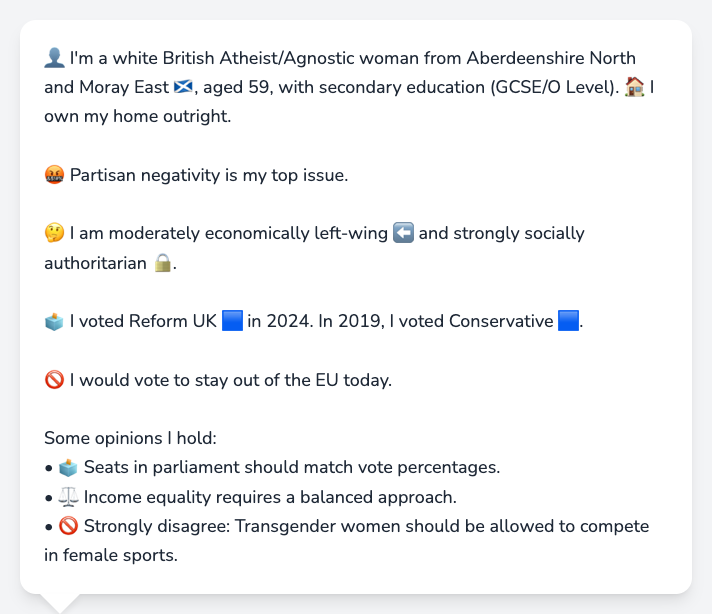 👤 I'm a white British Atheist/Agnostic woman from Aberdeenshire North
and Moray East 🏴󠁧󠁢󠁳󠁣󠁴󠁿, aged 59, with secondary education (GCSE/O Level). 🏠 I
own my home outright.
🤬 Partisan negativity is my top issue.
🤔 I am moderately economically left-wing ⬅️ and strongly socially
authoritarian 🔒.
🗳️ I voted Reform UK 🟦 in 2024. In 2019, I voted Conservative 🟦.
🚫 I would vote to stay out of the EU today.
Some opinions I hold:
• 🗳️ Seats in parliament should match vote percentages.
• ⚖️ Income equality requires a balanced approach.
• 🚫 Strongly disagree: Transgender women should be allowed to compete
in female sports.